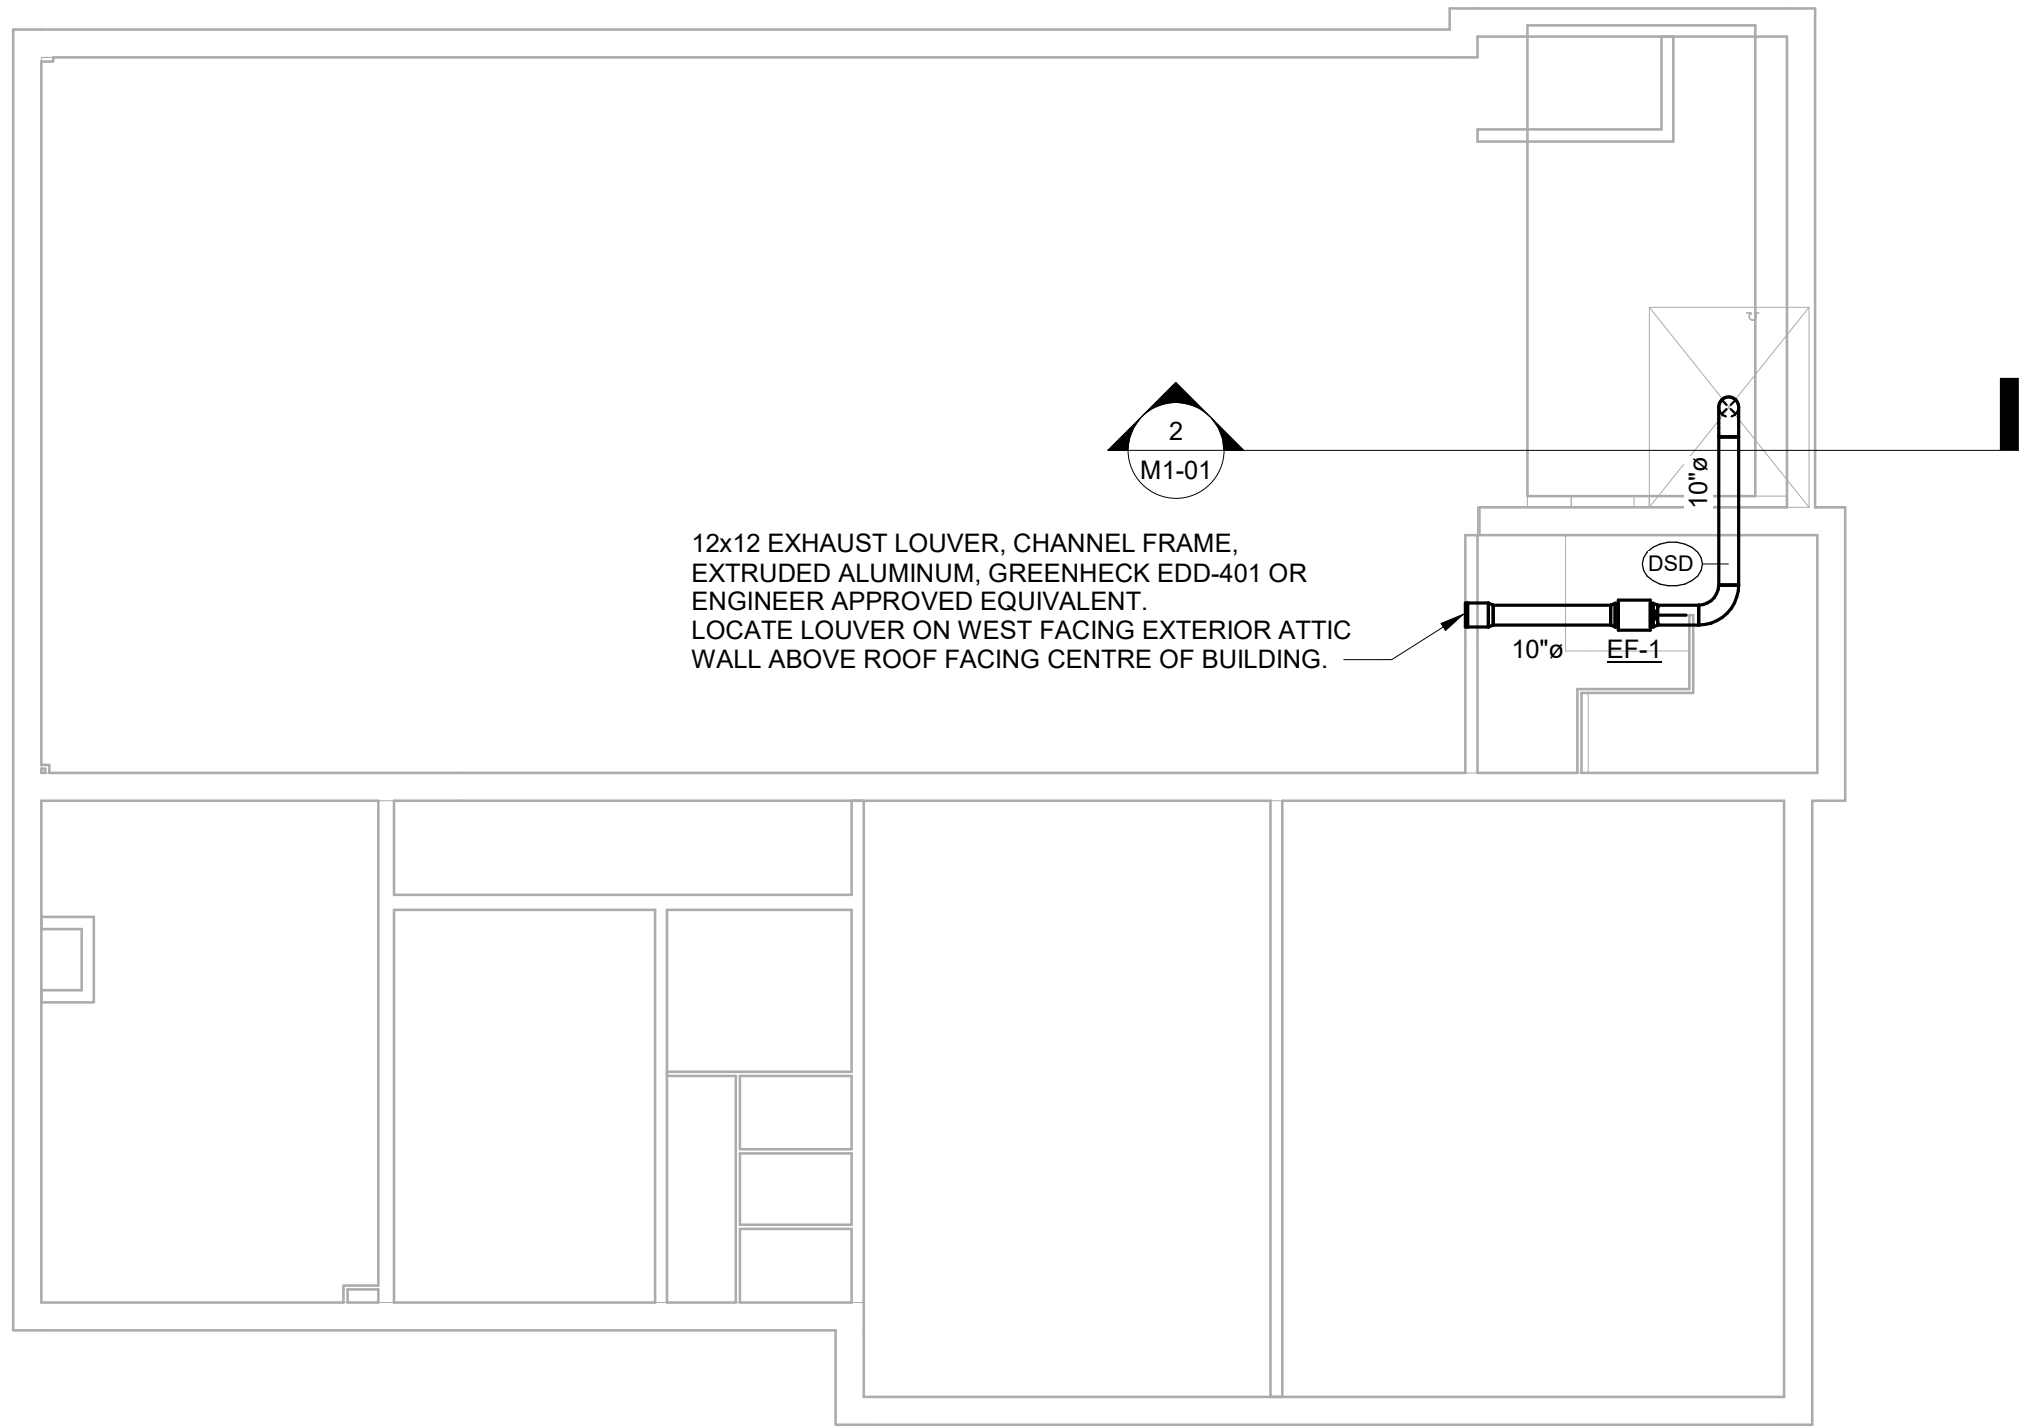 2
M1-01
10"ø
12x12 EXHAUST LOUVER, CHANNEL FRAME,
EXTRUDED ALUMINUM, GREENHECK EDD-401 OR
ENGINEER APPROVED EQUIVALENT.
LOCATE LOUVER ON WEST FACING EXTERIOR ATTIC
WALL ABOVE ROOF FACING CENTRE OF BUILDING.
DSD
10"ø
EF-1